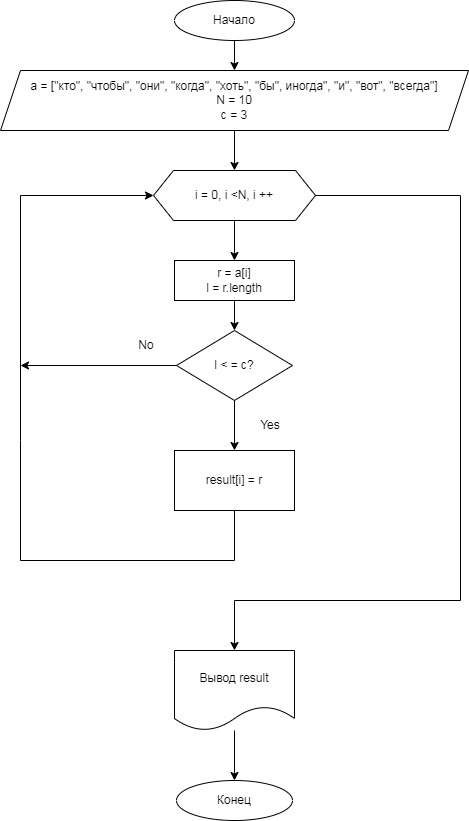 Начало
a = ["кто", "чтобы", "они", "когда", "хоть", "бы", иногда", "и", "вот", "всегда"]
N = 10
c = 3
i = 0, i <N, i ++
r = a[i]
l = r.length
No
l < = c?
Yes
result[i] = r
Вывод result
Конец